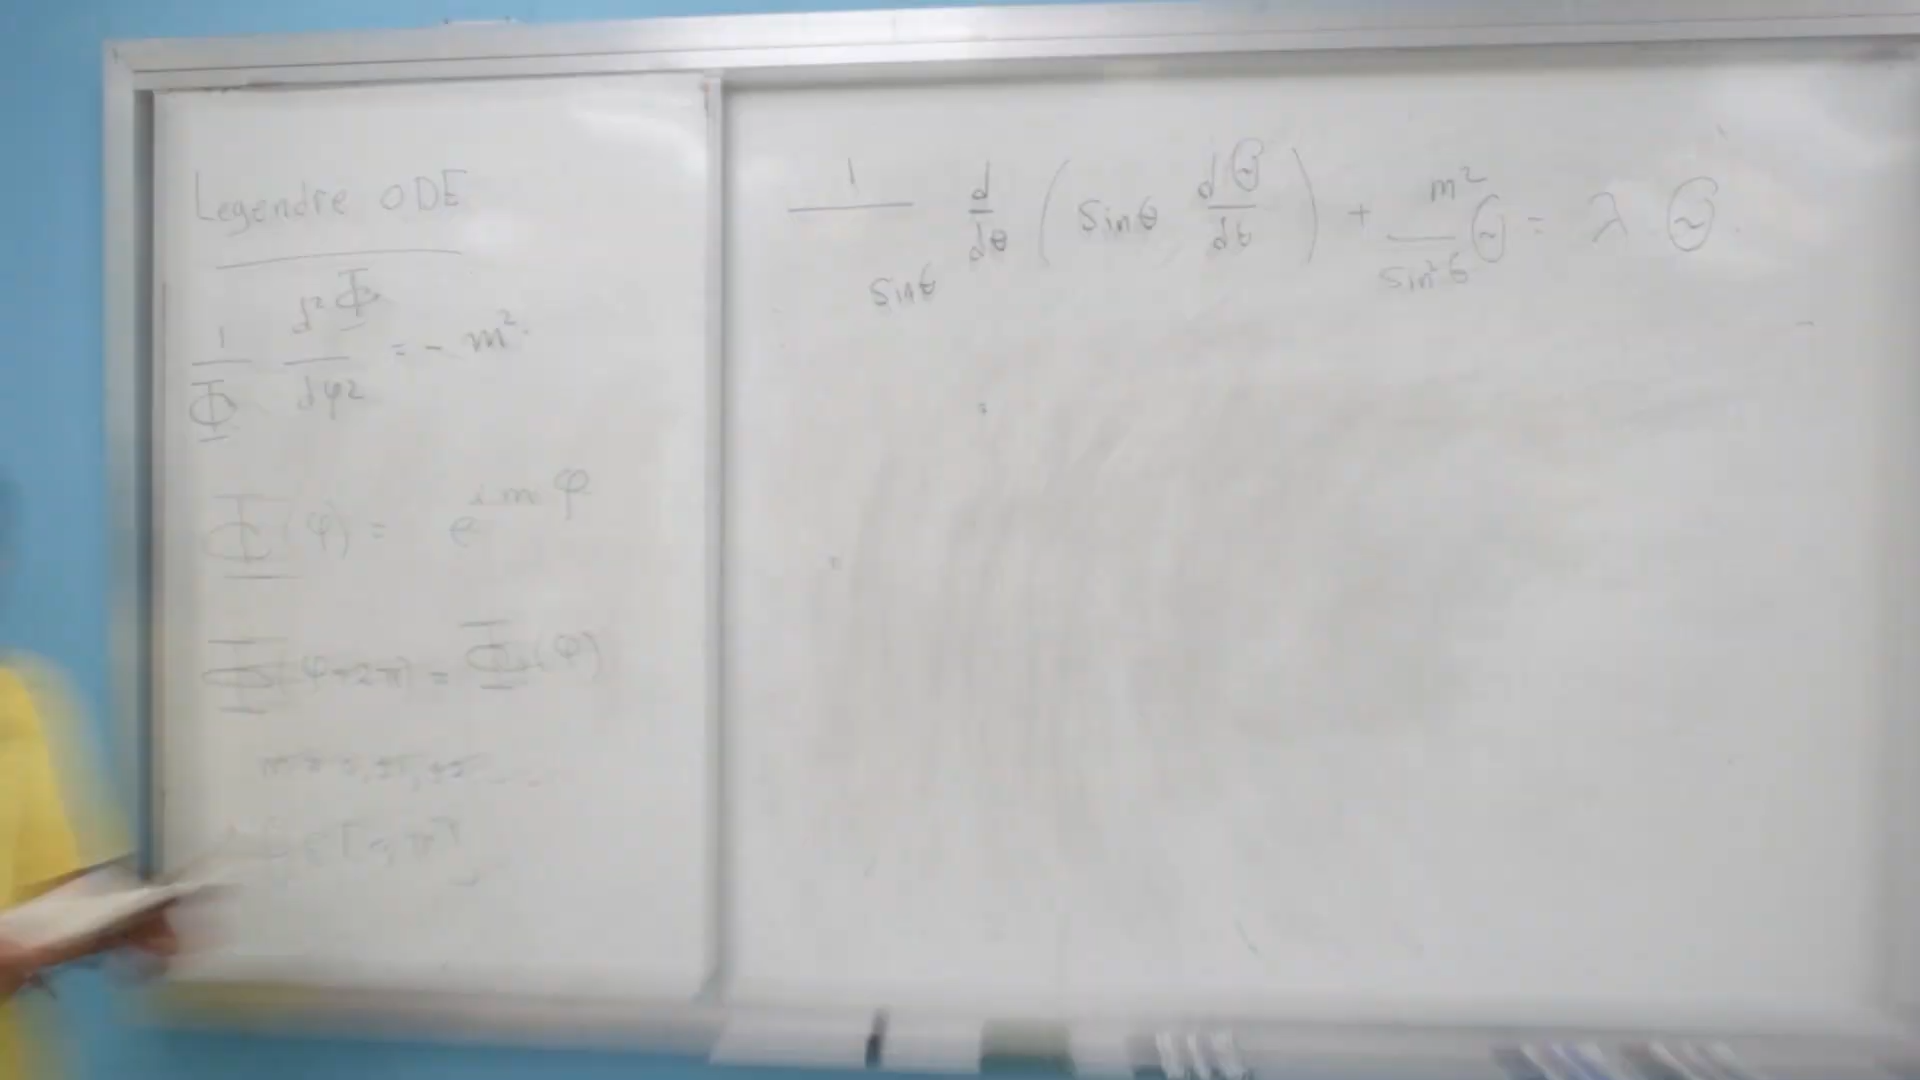 Legendre ODE
1/Φ d²Φ/dφ2 = - m².
Φ(φ) = e^{imφ}
Φ(φ+2π) = Φ(φ)
1/sinθ d/dθ (sinθ dΘ/dθ) + m²/sin²θ Θ = λ Θ